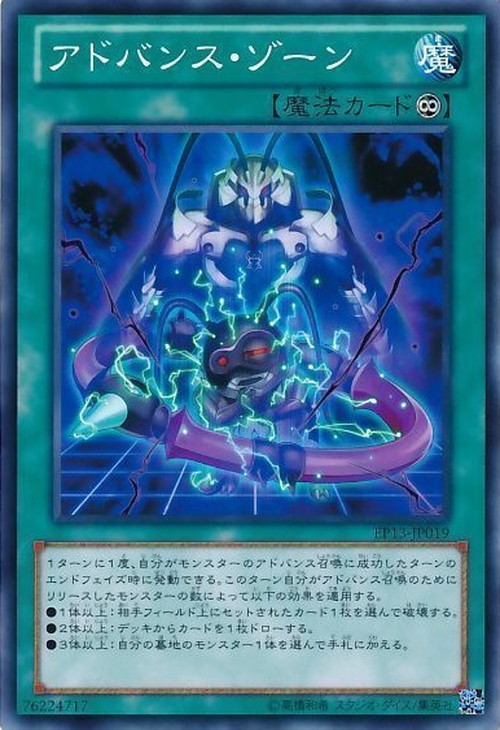 アドバンス・ゾーン
魔
【魔法カード】
EP13-JP019
1ターンに1度、自分がモンスターのアドバンス召喚に成功したターンの
エンドフェイズ時に発動できる。このターン自分がアドバンス召喚のために
リリースしたモンスターの数によって以下の効果を適用する。
●1体以上:相手フィールド上にセットされたカード1枚を選んで破壊する。
●2体以上:デッキからカードを1枚ドローする。
●3体以上:自分の墓地のモンスター1体を選んで手札に加える。
76224717
©高橋和希 スタジオ・ダイス/集英社